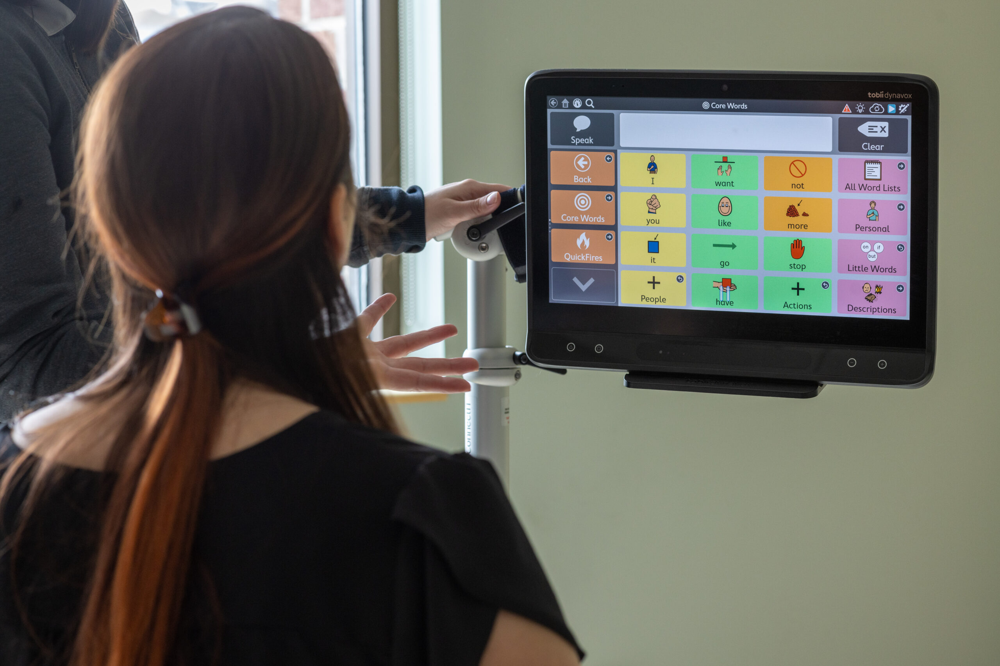 tobii dynavox
Core Words
Speak
Clear
Back
I
want
not
All Word Lists
Core Words
you
like
more
Personal
QuickFires
it
go
stop
on if
but
Little Words
People
have
Actions
Descriptions